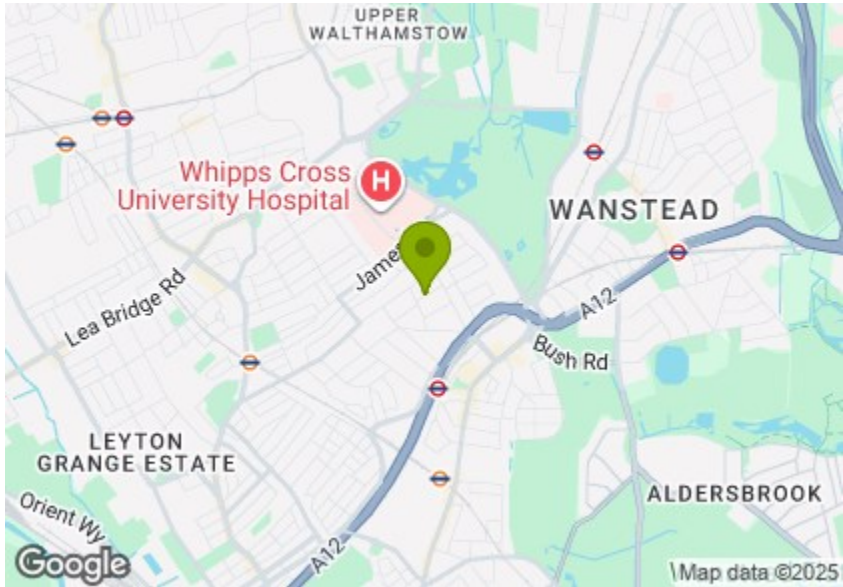 UPPER
WALTHAMSTOW
Whipps Cross
University Hospital
H
WANSTEAD
James
Lea Bridge Rd
A12
Bush Rd
LEYTON
GRANGE ESTATE
ALDERSBROOK
Orient Wy
A12
Google
Map data ©2025